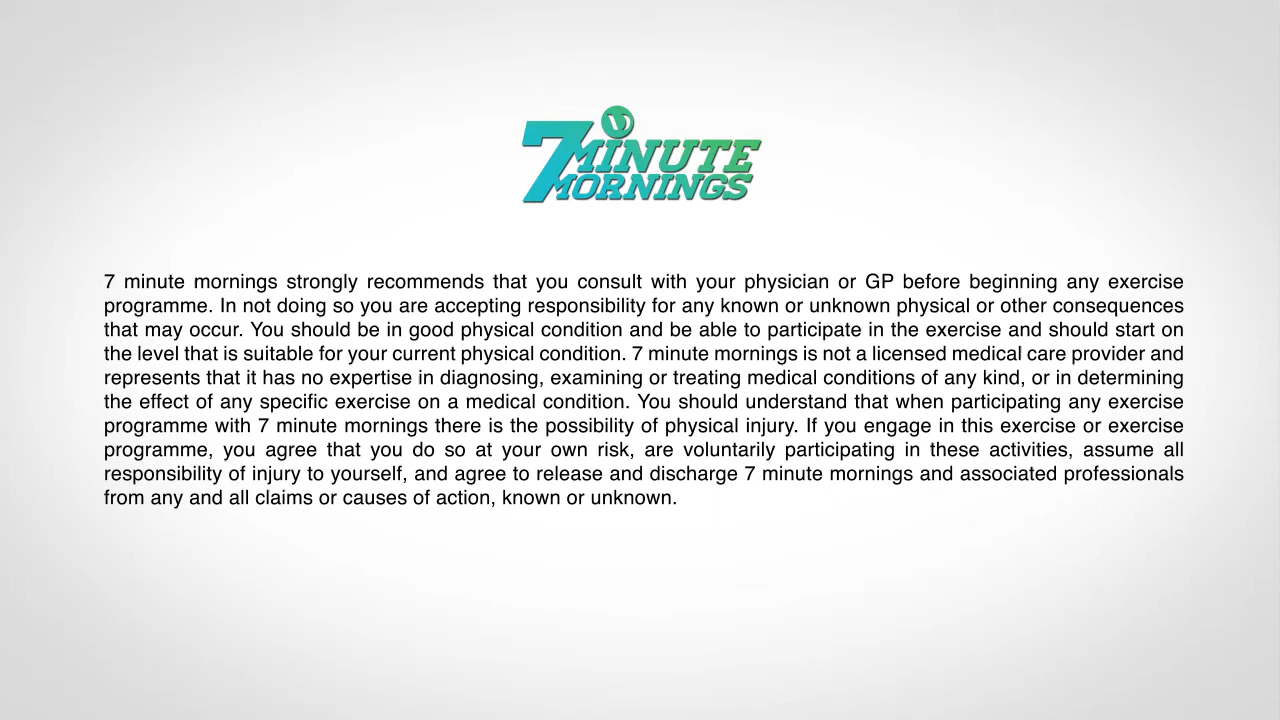 7 MINUTE
MORNINGS
7 minute mornings strongly recommends that you consult with your physician or GP before beginning any exercise
programme. In not doing so you are accepting responsibility for any known or unknown physical or other consequences
that may occur. You should be in good physical condition and be able to participate in the exercise and should start on
the level that is suitable for your current physical condition. 7 minute mornings is not a licensed medical care provider and
represents that it has no expertise in diagnosing, examining or treating medical conditions of any kind, or in determining
the effect of any specific exercise on a medical condition. You should understand that when participating any exercise
programme with 7 minute mornings there is the possibility of physical injury. If you engage in this exercise or exercise
programme, you agree that you do so at your own risk, are voluntarily participating in these activities, assume all
responsibility of injury to yourself, and agree to release and discharge 7 minute mornings and associated professionals
from any and all claims or causes of action, known or unknown.